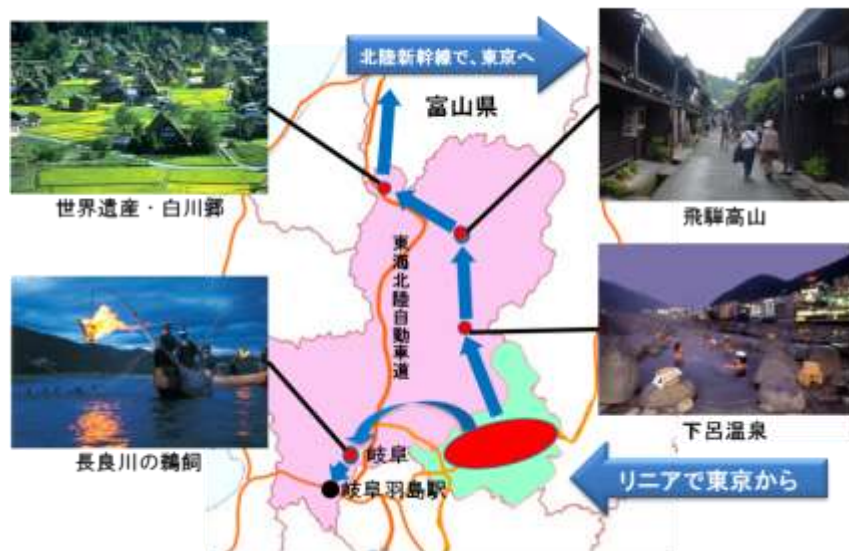 北陸新幹線で、東京へ
富山県
世界遺産・白川郷
飛騨高山
東海北陸自動車道
長良川の鵜飼
下呂温泉
岐阜
岐阜羽島駅
リニアで東京から